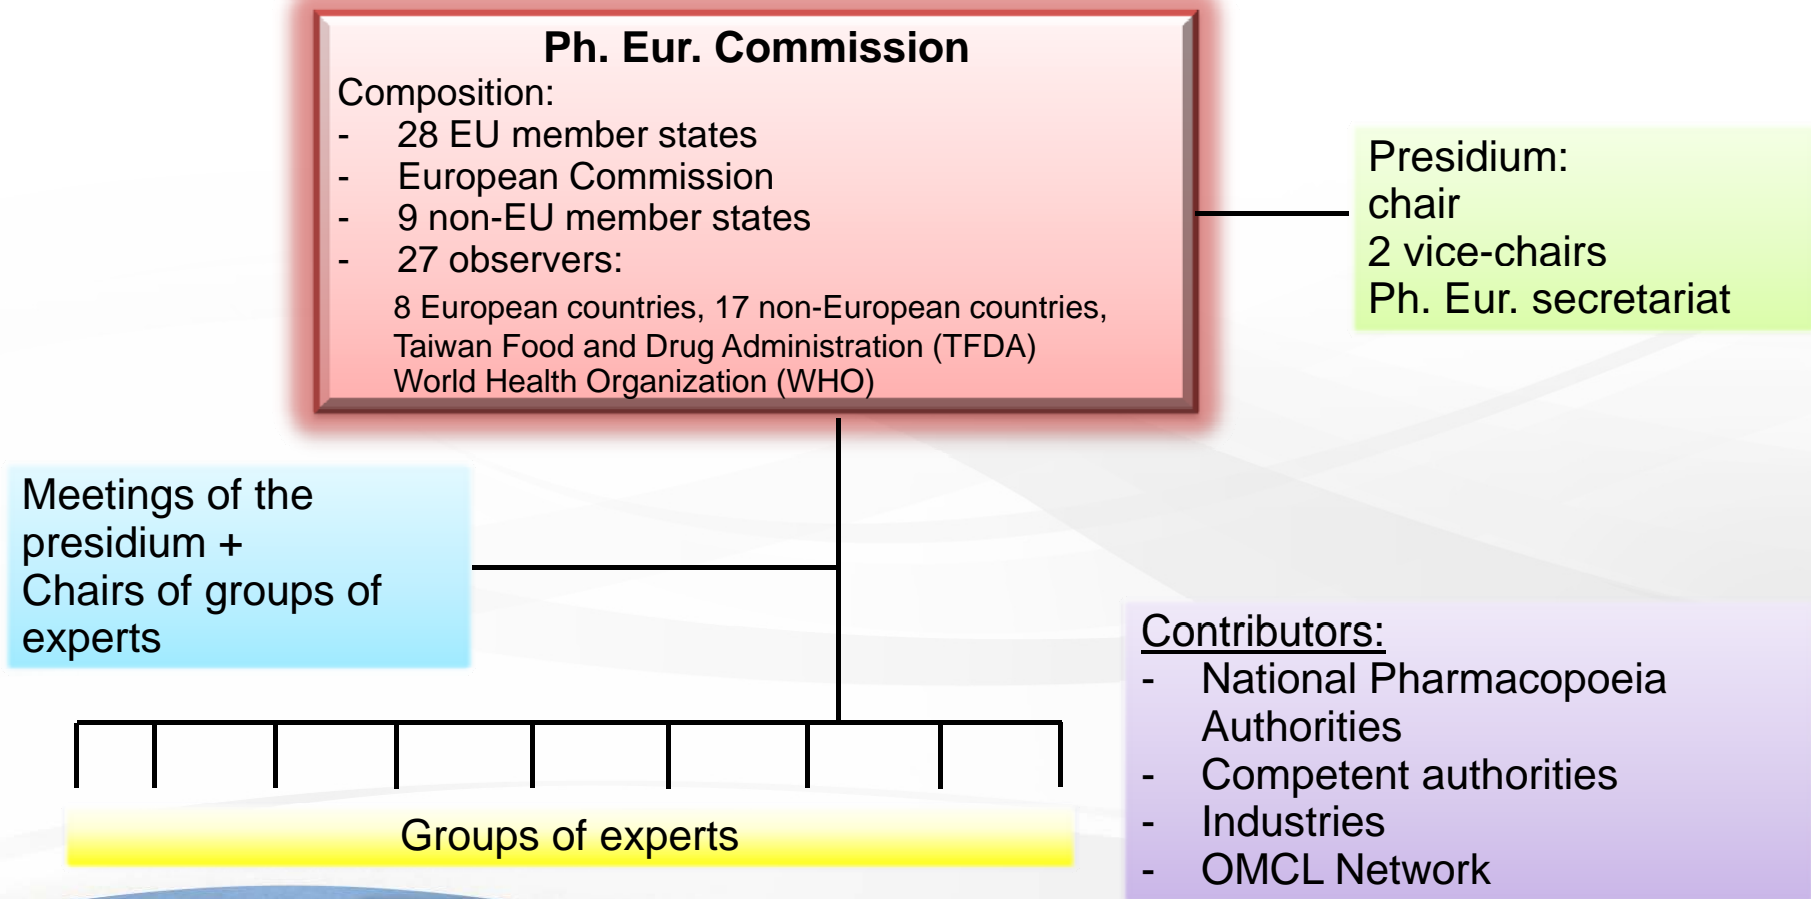 Ph. Eur. Commission
Composition:
- 28 EU member states
- European Commission
- 9 non-EU member states
- 27 observers:
8 European countries, 17 non-European countries,
Taiwan Food and Drug Administration (TFDA)
World Health Organization (WHO)
Presidium:
chair
2 vice-chairs
Ph. Eur. secretariat
Meetings of the
presidium +
Chairs of groups of
experts
Groups of experts
Contributors:
- National Pharmacopoeia
Authorities
- Competent authorities
- Industries
- OMCL Network